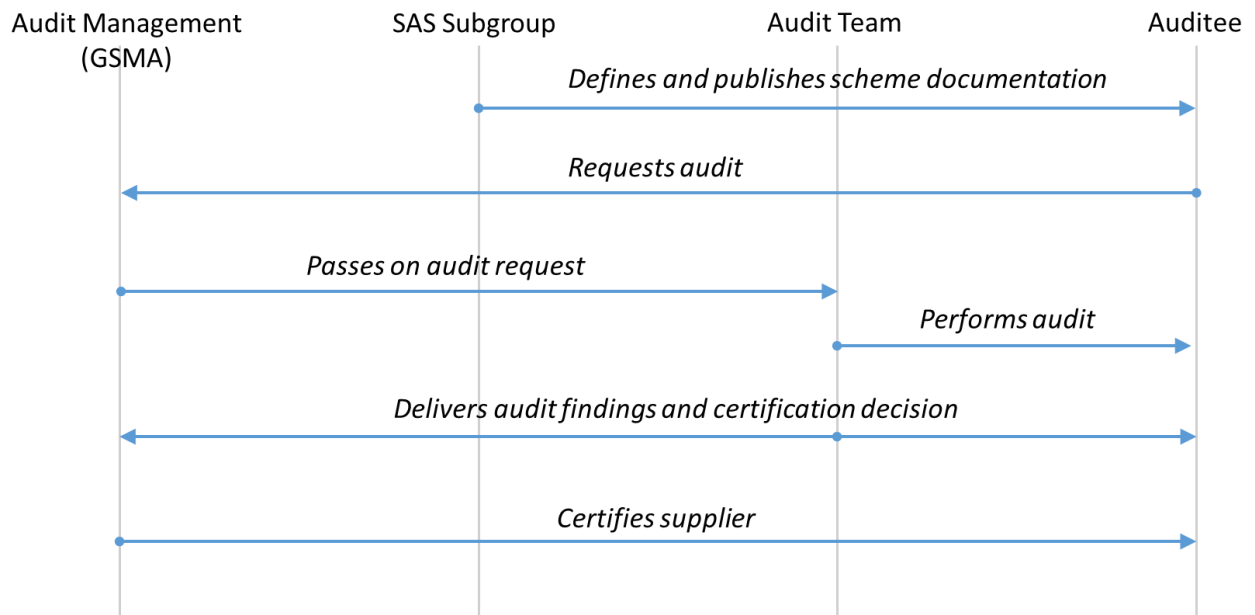 Audit Management
(GSMA)
SAS Subgroup
Audit Team
Auditee
Defines and publishes scheme documentation
Requests audit
Passes on audit request
Performs audit
Delivers audit findings and certification decision
Certifies supplier